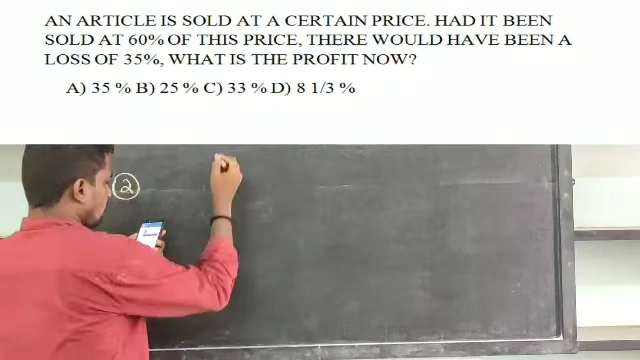 AN ARTICLE IS SOLD AT A CERTAIN PRICE. HAD IT BEEN
SOLD AT 60% OF THIS PRICE, THERE WOULD HAVE BEEN A
LOSS OF 35%, WHAT IS THE PROFIT NOW?
A) 35 % B) 25 % C) 33 % D) 8 1/3 %
2